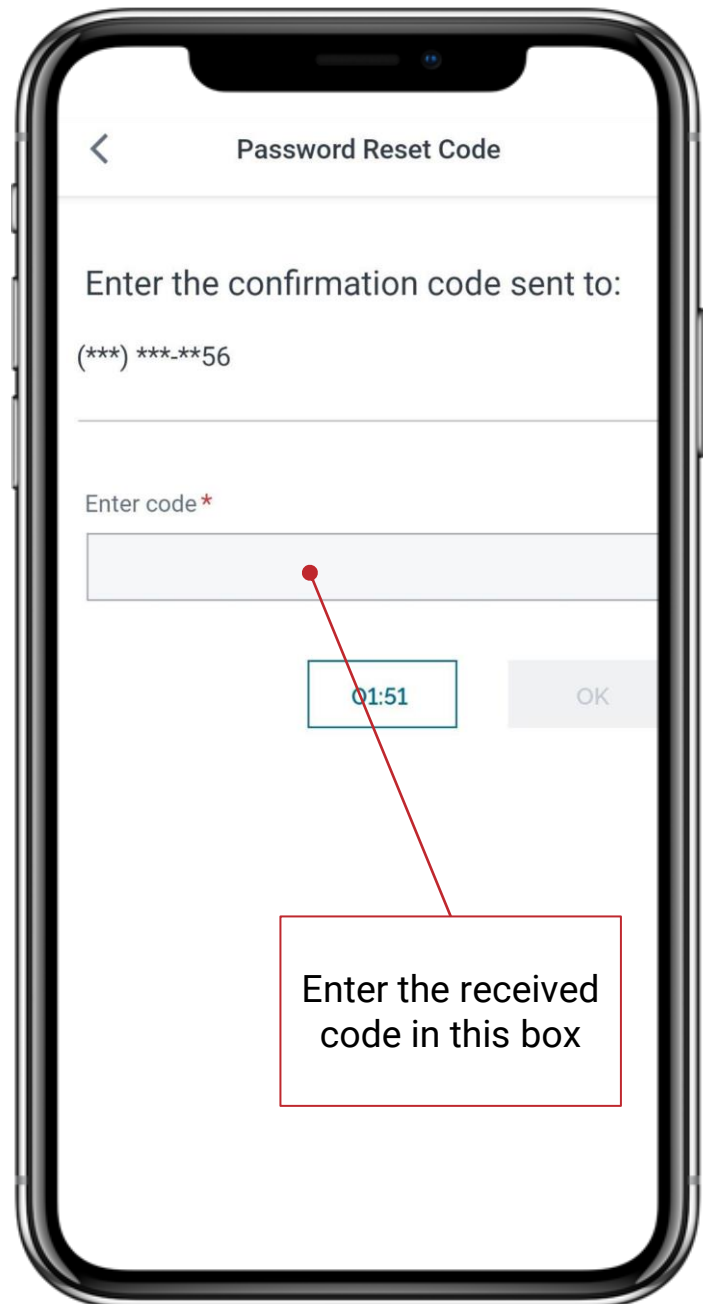 Password Reset Code
Enter the confirmation code sent to:
(***) ***-**56
Enter code*
01:51
OK
Enter the received
code in this box